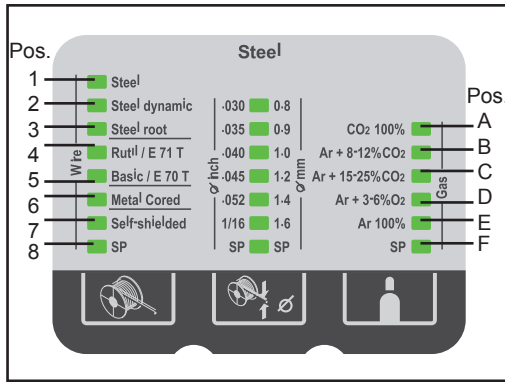 Steel
Pos.
1 Steel
2 Steel dynamic
3 Steel root
4 Rutil / E 71 T
5 Basic / E 70 T
6 Metal Cored
7 Self-shielded
8 SP
Wire
.030 0.8
.035 0.9
.040 1.0
.045 1.2
.052 1.4
1/16 1.6
SP SP
ø inch
ø mm
Pos.
CO2 100% A
Ar + 8-12%CO2 B
Ar + 15-25%CO2 C
Ar + 3-6%O2 D
Ar 100% E
SP F
Gas
ø